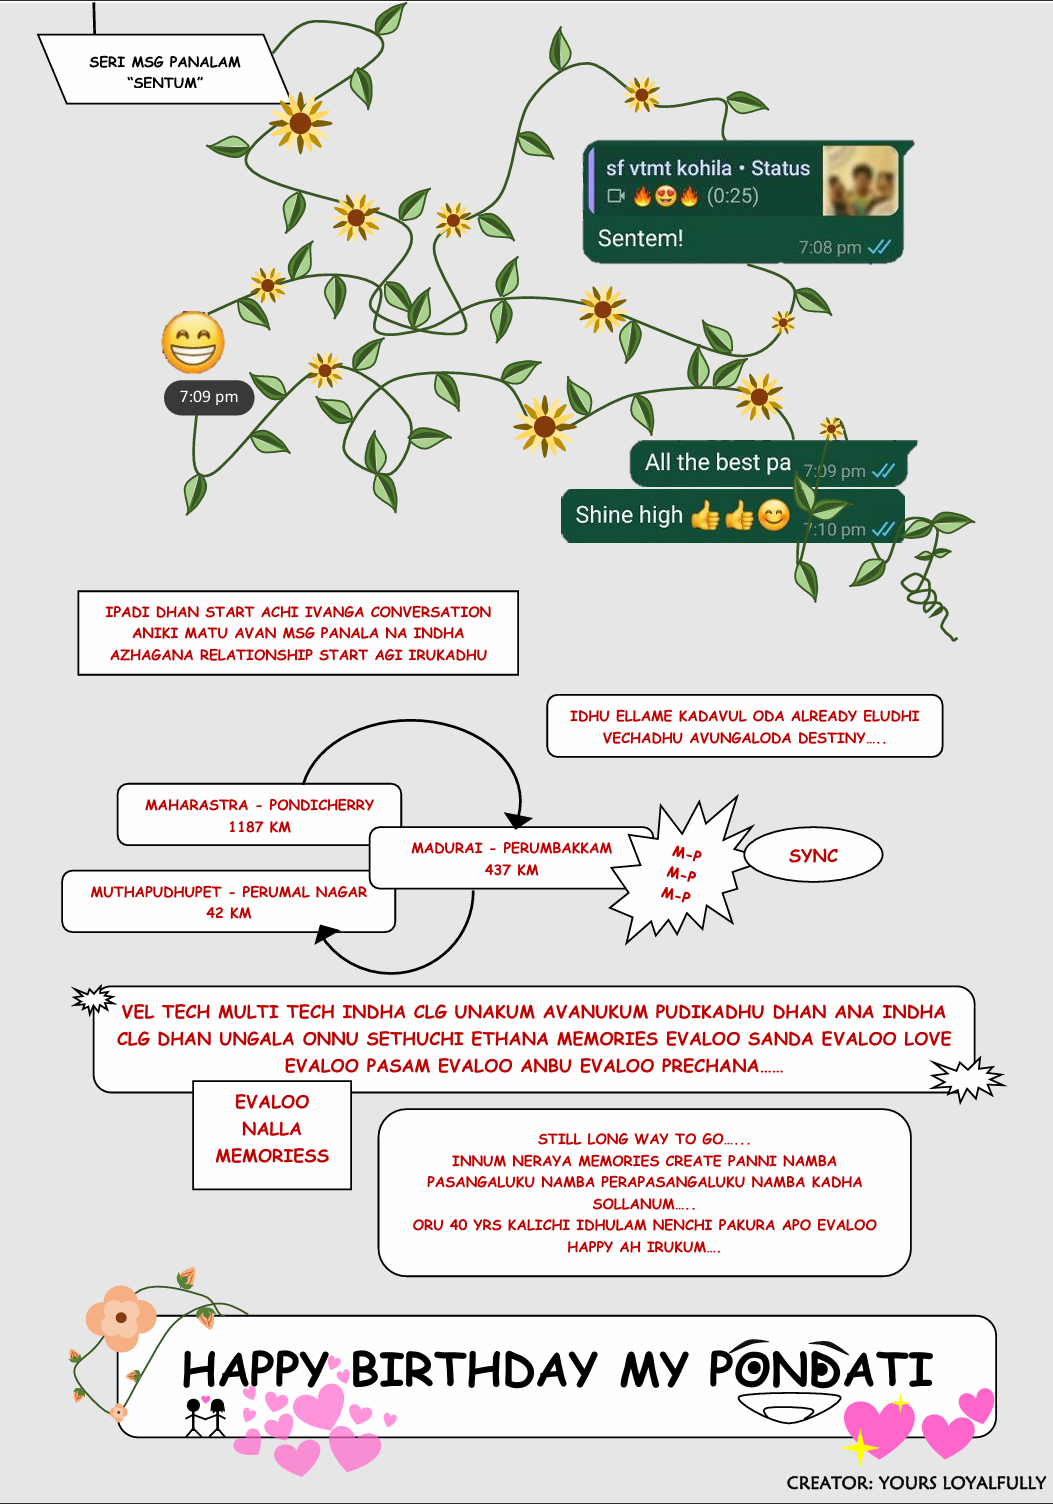 SERI MSG PANALAM
“SENTUM”
sf vtmt kohila • Status
(0:25)
Sentem!
7:08 pm
7:09 pm
All the best pa
7:09 pm
Shine high
7:10 pm
IPADI DHAN START ACHI IVANGA CONVERSATION
ANIKI MATU AVAN MSG PANALA NA INDHA
AZHAGANA RELATIONSHIP START AGI IRUKADHU
IDHU ELLAME KADAVUL ODA ALREADY ELUDHI
VECHADHU AVUNGALODA DESTINY.....
MAHARASTRA - PONDICHERRY
1187 KM
MADURAI - PERUMBAKKAM
437 KM
MUTHAPUDHUPET - PERUMAL NAGAR
42 KM
M-P
M-P
M-P
SYNC
VEL TECH MULTI TECH INDHA CLG UNAKUM AVANUKUM PUDIKADHU DHAN ANA INDHA
CLG DHAN UNGALA ONNU SETHUCHI ETHANA MEMORIES EVALOO SANDA EVALOO LOVE
EVALOO PASAM EVALOO ANBU EVALOO PRECHANA......
EVALOO
NALLA
MEMORIESS
STILL LONG WAY TO GO......
INNUM NERAYA MEMORIES CREATE PANNI NAMBA
PASANGALUKU NAMBA PERAPASANGALUKU NAMBA KADHA
SOLLANUM.....
ORU 40 YRS KALICHI IDHULAM NENCHI PAKURA APO EVALOO
HAPPY AH IRUKUM....
HAPPY BIRTHDAY MY PONDATI
CREATOR: YOURS LOYALFULLY